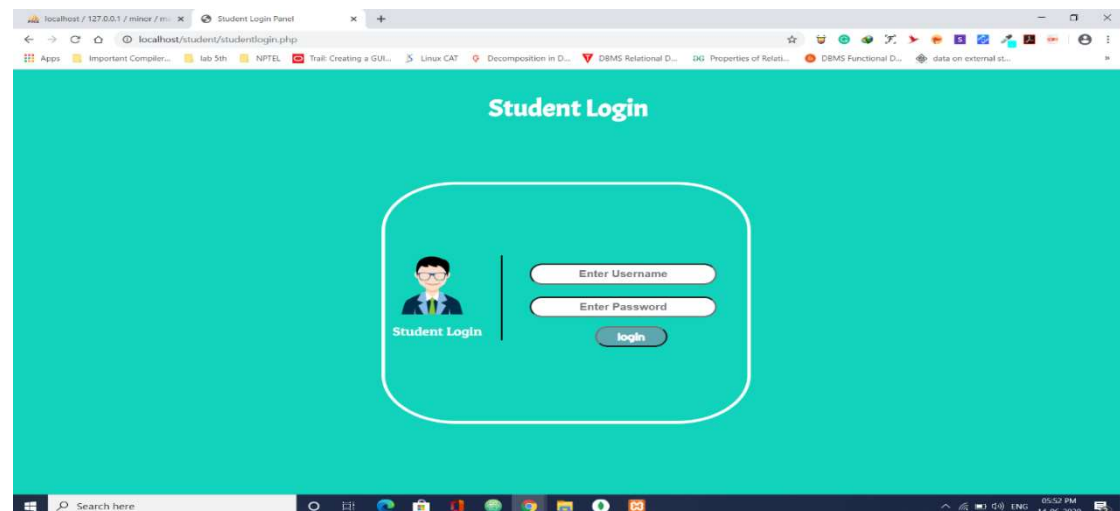 localhost / 127.0.0.1 / minor / m
Student Login Panel
localhost/student/studentlogin.php
Apps
Important Compiler...
lab 5th
NPTEL
Trail: Creating a GUI...
Linux CAT
Decomposition in D...
DBMS Relational D...
DG Properties of Relati...
DBMS Functional D...
data on external st...
Student Login
Enter Username
Enter Password
Student Login
login
Search here
ENG
05:52 PM